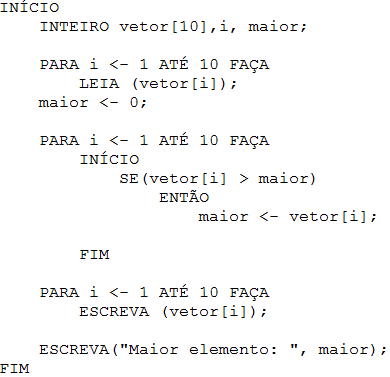 INÍCIO
INTEIRO vetor[10],i, maior;
PARA i <- 1 ATÉ 10 FAÇA
LEIA (vetor[i]);
maior <- 0;
PARA i <- 1 ATÉ 10 FAÇA
INÍCIO
SE(vetor[i] > maior)
ENTÃO
maior <- vetor[i];
FIM
PARA i <- 1 ATÉ 10 FAÇA
ESCREVA (vetor[i]);
ESCREVA("Maior elemento: ", maior);
FIM